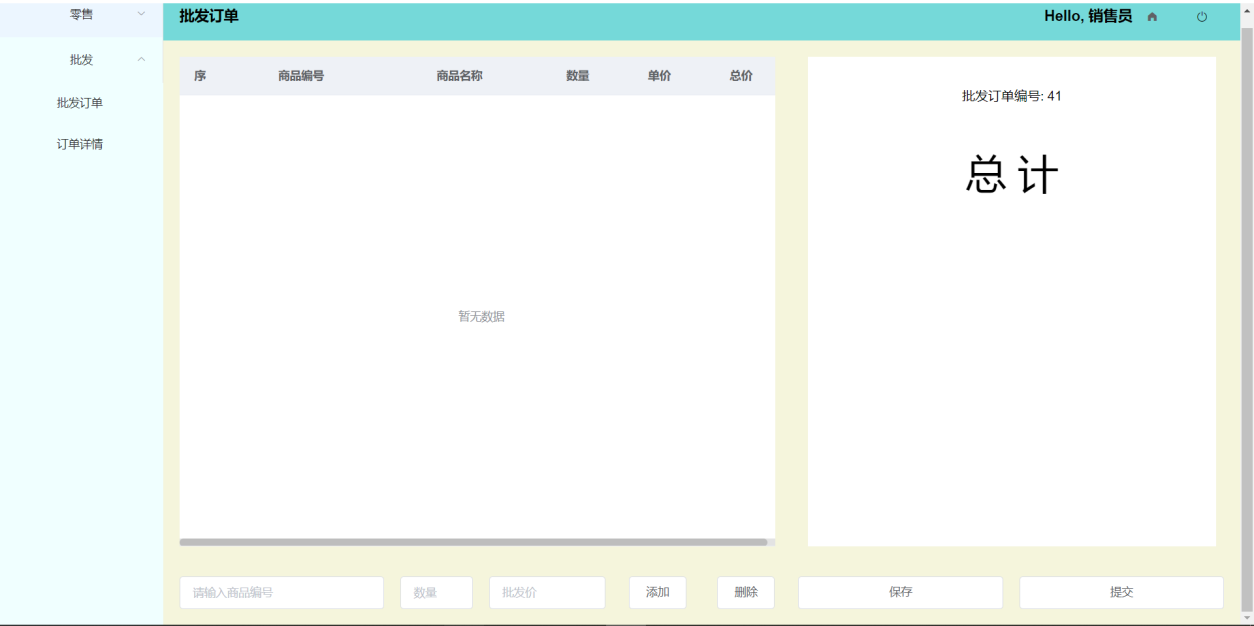 零售
批发
批发订单
订单详情
批发订单
Hello, 销售员
序 商品编号 商品名称 数量 单价 总价
暂无数据
批发订单编号: 41
总 计
请输入商品编号 数量 批发价 添加 删除 保存 提交